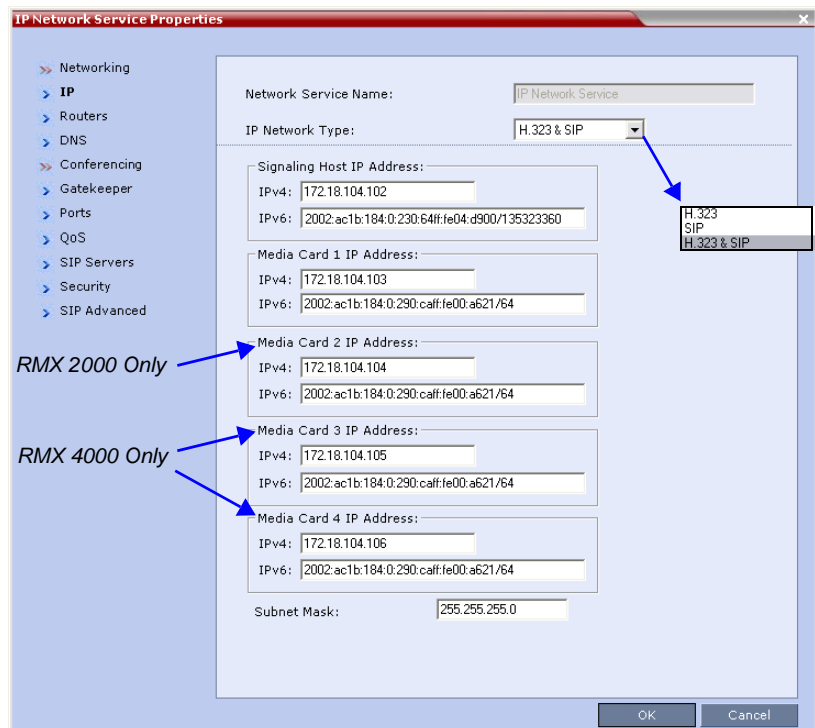 IP Network Service Properties
Networking
IP
Routers
DNS
Conferencing
Gatekeeper
Ports
QoS
SIP Servers
Security
SIP Advanced
Network Service Name: IP Network Service
IP Network Type: H.323 & SIP
H.323
SIP
H.323 & SIP
Signaling Host IP Address:
IPv4: 172.18.104.102
IPv6: 2002:ac1b:184:0:230:64ff:fe04:d900/135323360
Media Card 1 IP Address:
IPv4: 172.18.104.103
IPv6: 2002:ac1b:184:0:290:caff:fe00:a621/64
RMX 2000 Only
Media Card 2 IP Address:
IPv4: 172.18.104.104
IPv6: 2002:ac1b:184:0:290:caff:fe00:a621/64
RMX 4000 Only
Media Card 3 IP Address:
IPv4: 172.18.104.105
IPv6: 2002:ac1b:184:0:290:caff:fe00:a621/64
Media Card 4 IP Address:
IPv4: 172.18.104.106
IPv6: 2002:ac1b:184:0:290:caff:fe00:a621/64
Subnet Mask: 255.255.255.0
OK
Cancel